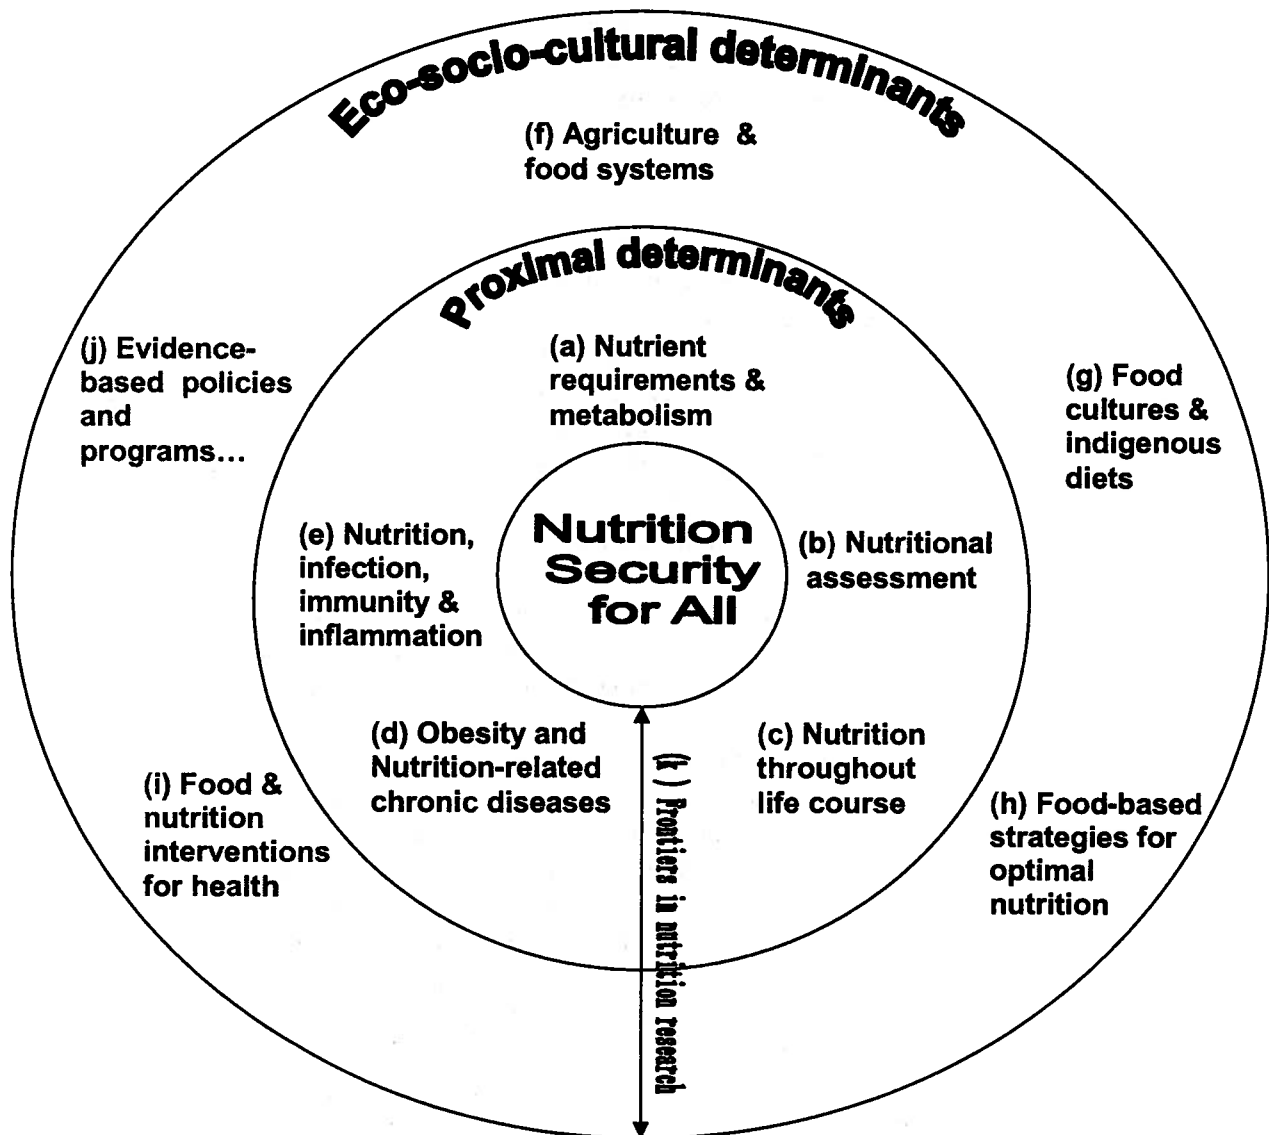 Eco-socio-cultural determinants
(f) Agriculture &
food systems
Proximal determinants
(a) Nutrient
requirements &
metabolism
(j) Evidence-
based policies
and
programs...
(g) Food
cultures &
indigenous
diets
Nutrition
Security
for All
(e) Nutrition,
infection,
immunity &
inflammation
(b) Nutritional
assessment
(d) Obesity and
Nutrition-related
chronic diseases
(c) Nutrition
throughout
life course
(i) Food &
nutrition
interventions
for health
(h) Food-based
strategies for
optimal
nutrition
(k ) Frontiers in nutrition research